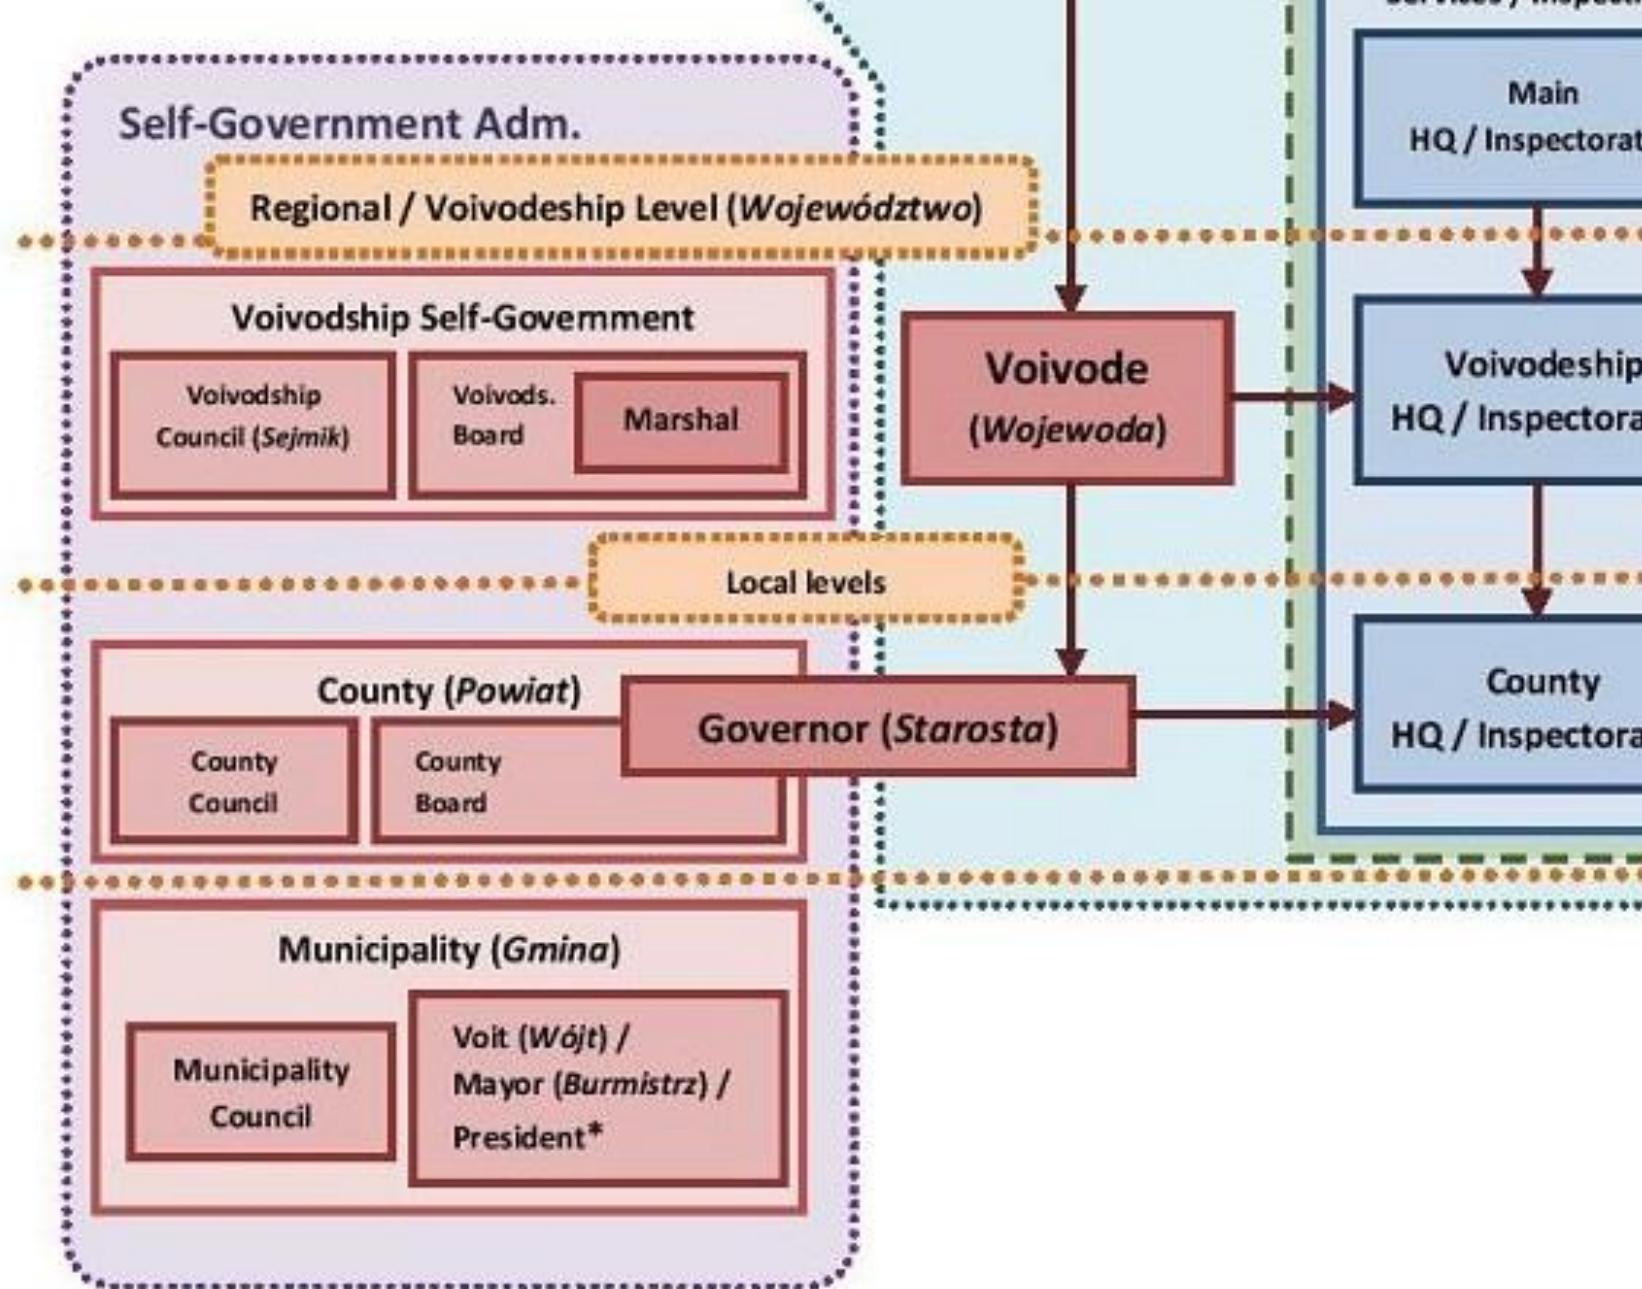 Self-Government Adm.
Regional / Voivodeship Level (Województwo)
Voivodship Self-Government
Voivodship
Council (Sejmik)
Voivods.
Board
Marshal
Voivode
(Wojewoda)
Main
HQ / Inspectorat
Voivodeship
HQ / Inspectora
Local levels
County (Powiat)
County
Council
County
Board
Governor (Starosta)
County
HQ / Inspectora
Municipality (Gmina)
Municipality
Council
Voit (Wójt) /
Mayor (Burmistrz) /
President*